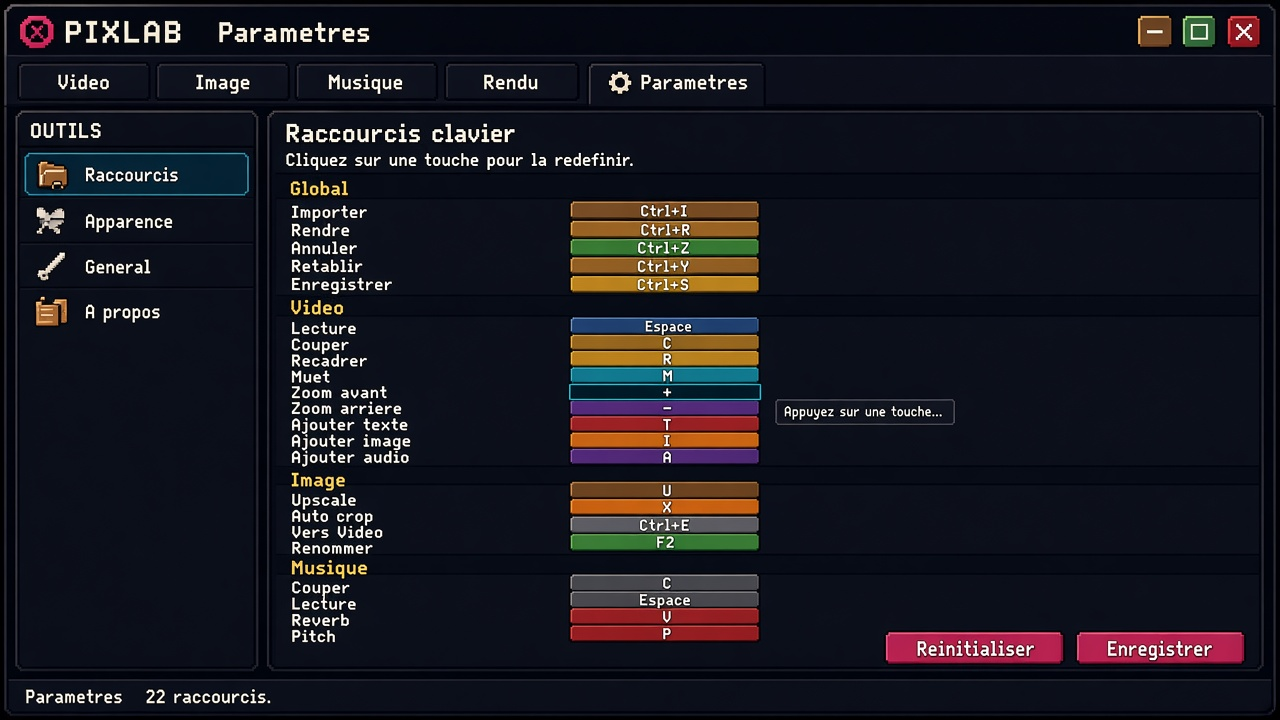 PIXLAB Parametres
Video Image Musique Rendu Parametres
OUTILS
Raccourcis
Apparence
General
A propos
Raccourcis clavier
Cliquez sur une touche pour la redefinir.
Global
Importer Ctrl+I
Rendre Ctrl+R
Annuler Ctrl+Z
Retablir Ctrl+Y
Enregistrer Ctrl+S
Video
Lecture Espace
Couper C
Recadrer R
Muet M
Zoom avant +
Zoom arriere -
Appuyez sur une touche...
Ajouter texte T
Ajouter image I
Ajouter audio A
Image
Upscale U
Auto crop X
Vers Video Ctrl+E
Renommer F2
Musique
Couper C
Lecture Espace
Reverb V
Pitch P
Reinitialiser Enregistrer
Parametres 22 raccourcis.